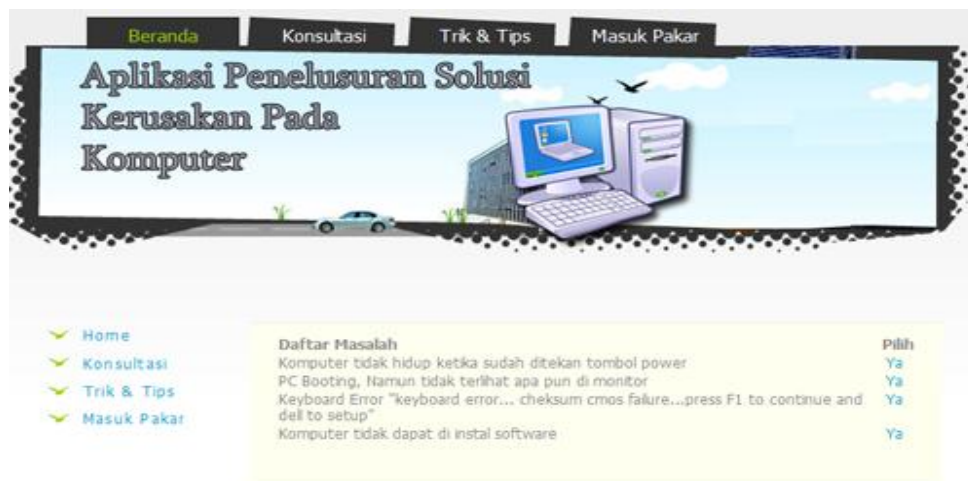 Beranda Konsultasi Trik & Tips Masuk Pakar
Aplikasi Penelusuran Solusi
Kerusakan Pada
Komputer
Home
Konsultasi
Trik & Tips
Masuk Pakar
Daftar Masalah Pilih
Komputer tidak hidup ketika sudah ditekan tombol power Ya
PC Booting, Namun tidak terlihat apa pun di monitor Ya
Keyboard Error "keyboard error... cheksum cmos failure...press F1 to continue and Ya
dell to setup"
Komputer tidak dapat di instal software Ya